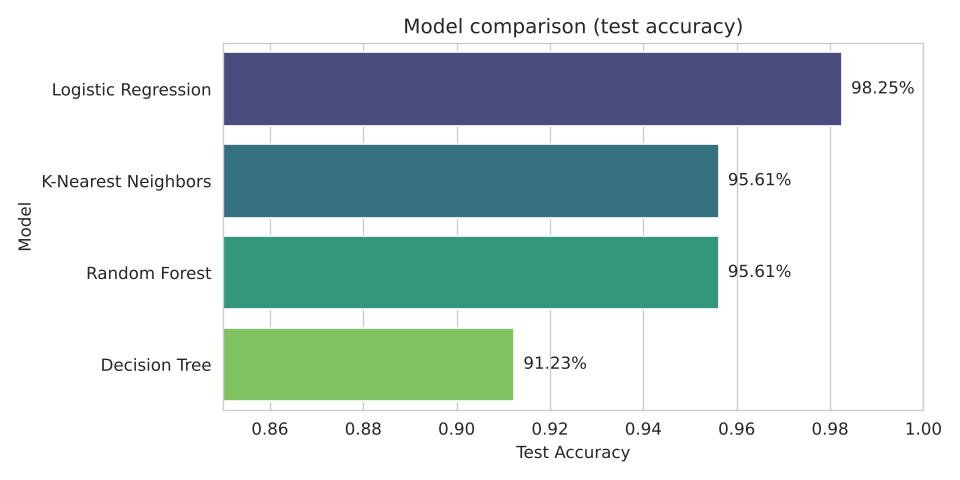 Model comparison (test accuracy)
Model
Logistic Regression
98.25%
K-Nearest Neighbors
95.61%
Random Forest
95.61%
Decision Tree
91.23%
0.86 0.88 0.90 0.92 0.94 0.96 0.98 1.00
Test Accuracy